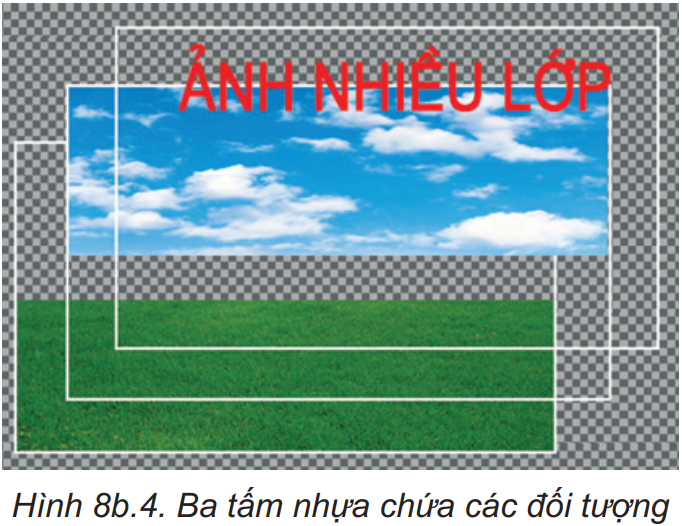 ẢNH NHIỀU LỚP
Hình 8b.4. Ba tấm nhựa chứa các đối tượng